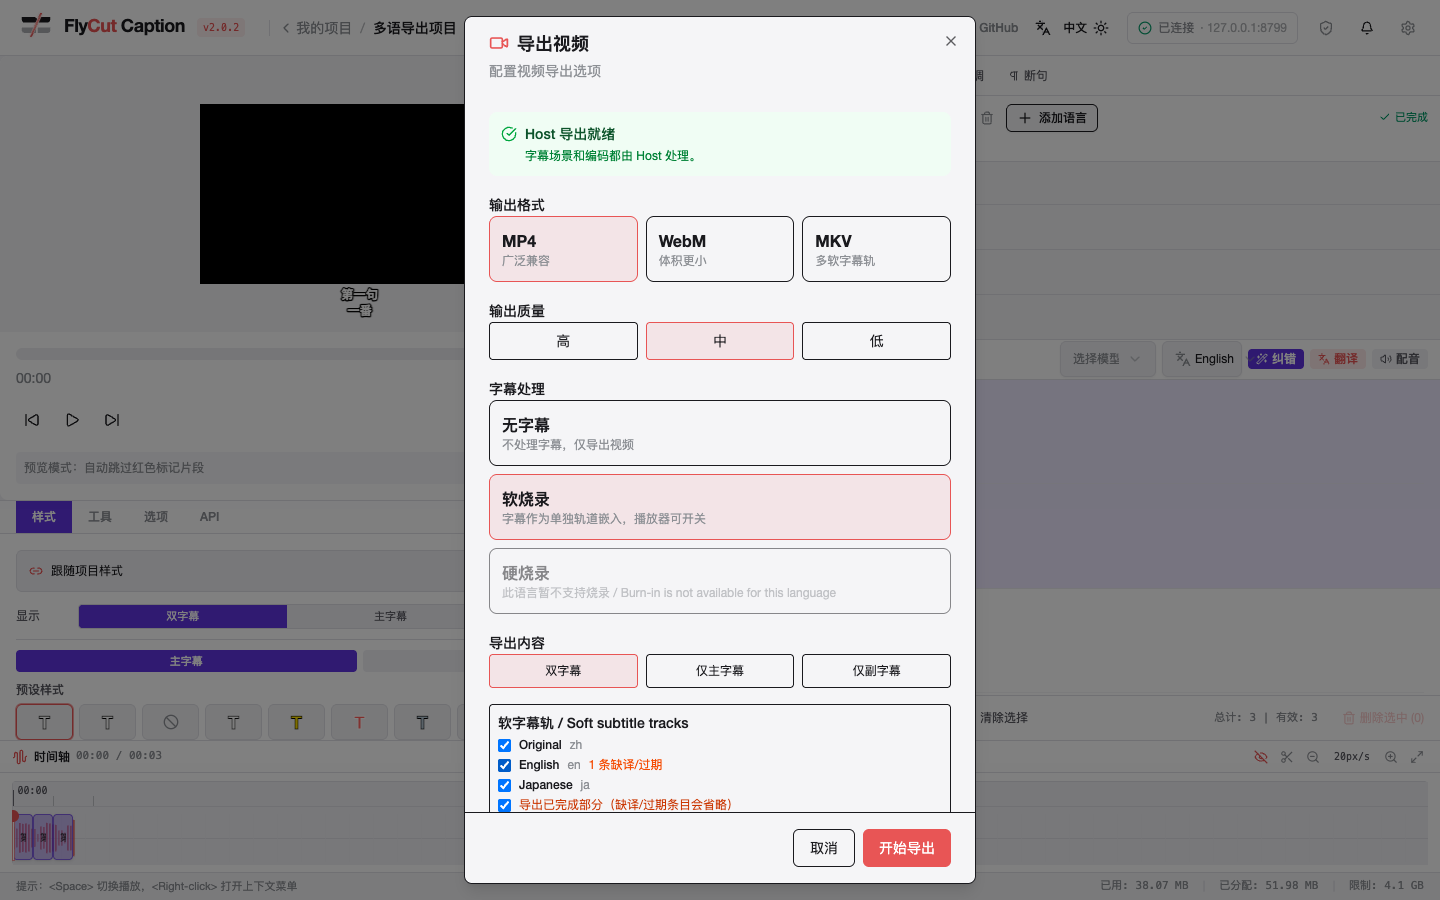 FlyCut Caption v2.0.2 我的项目 / 多语导出项目
GitHub 中文 已连接 · 127.0.0.1:8799
断句
添加语言
已完成
第一句
一番
00:00
预览模式：自动跳过红色标记片段
样式 工具 选项 API
跟随项目样式
显示 双字幕 主字幕
主字幕
预设样式
T T T T T T
时间轴 00:00 / 00:03
00:00
提示：<Space> 切换播放，<Right-click> 打开上下文菜单
导出视频
配置视频导出选项
Host 导出就绪
字幕场景和编码都由 Host 处理。
输出格式
MP4
广泛兼容
WebM
体积更小
MKV
多软字幕轨
输出质量
高 中 低
字幕处理
无字幕
不处理字幕，仅导出视频
软烧录
字幕作为单独轨道嵌入，播放器可开关
硬烧录
此语言暂不支持烧录 / Burn-in is not available for this language
导出内容
双字幕 仅主字幕 仅副字幕
软字幕轨 / Soft subtitle tracks
Original zh
English en 1 条缺译/过期
Japanese ja
导出已完成部分（缺译/过期条目会省略）
取消 开始导出
选择模型 English 纠错 翻译 配音
清除选择
总计: 3 | 有效: 3 删除选中 (0)
20px/s
已用: 38.07 MB 已分配: 51.98 MB 限制: 4.1 GB